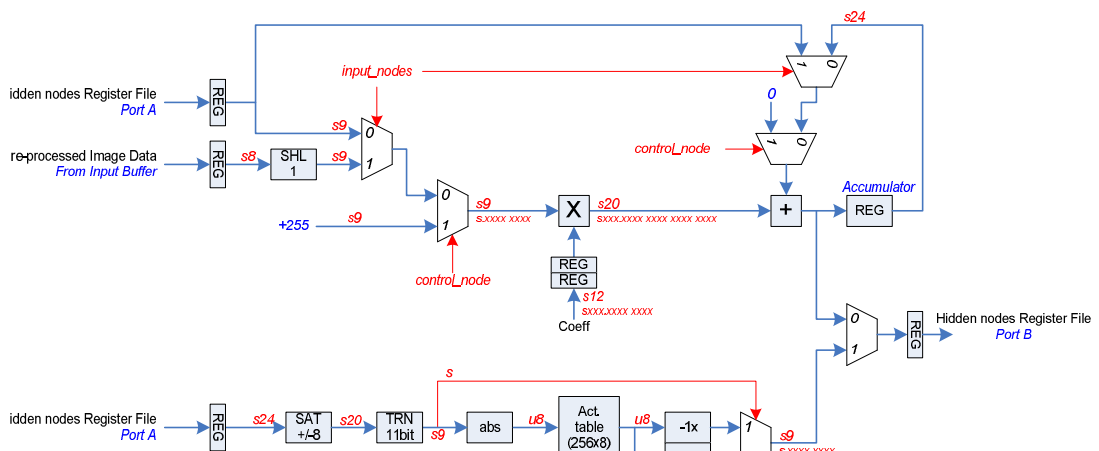 s24
input_nodes
1 0
idden nodes Register File
Port A
REG
0
s9
0
1 0
control_node
re-processed Image Data
From Input Buffer
REG
s8
SHL
1
s9
1
Accumulator
0
s9
s.xxxx xxxx
X
s20
sxxx.xxxx xxxx xxxx xxxx
+
REG
+255
s9
1
control_node
REG
REG
s12
sxxx.xxxx xxxx
Coeff
0
1
REG
Hidden nodes Register File
Port B
s
idden nodes Register File
Port A
REG
s24
SAT
+/-8
s20
TRN
11bit
s9
abs
u8
Act.
table
(256x8)
u8
-1x
1
s9
s.xxxx xxxx